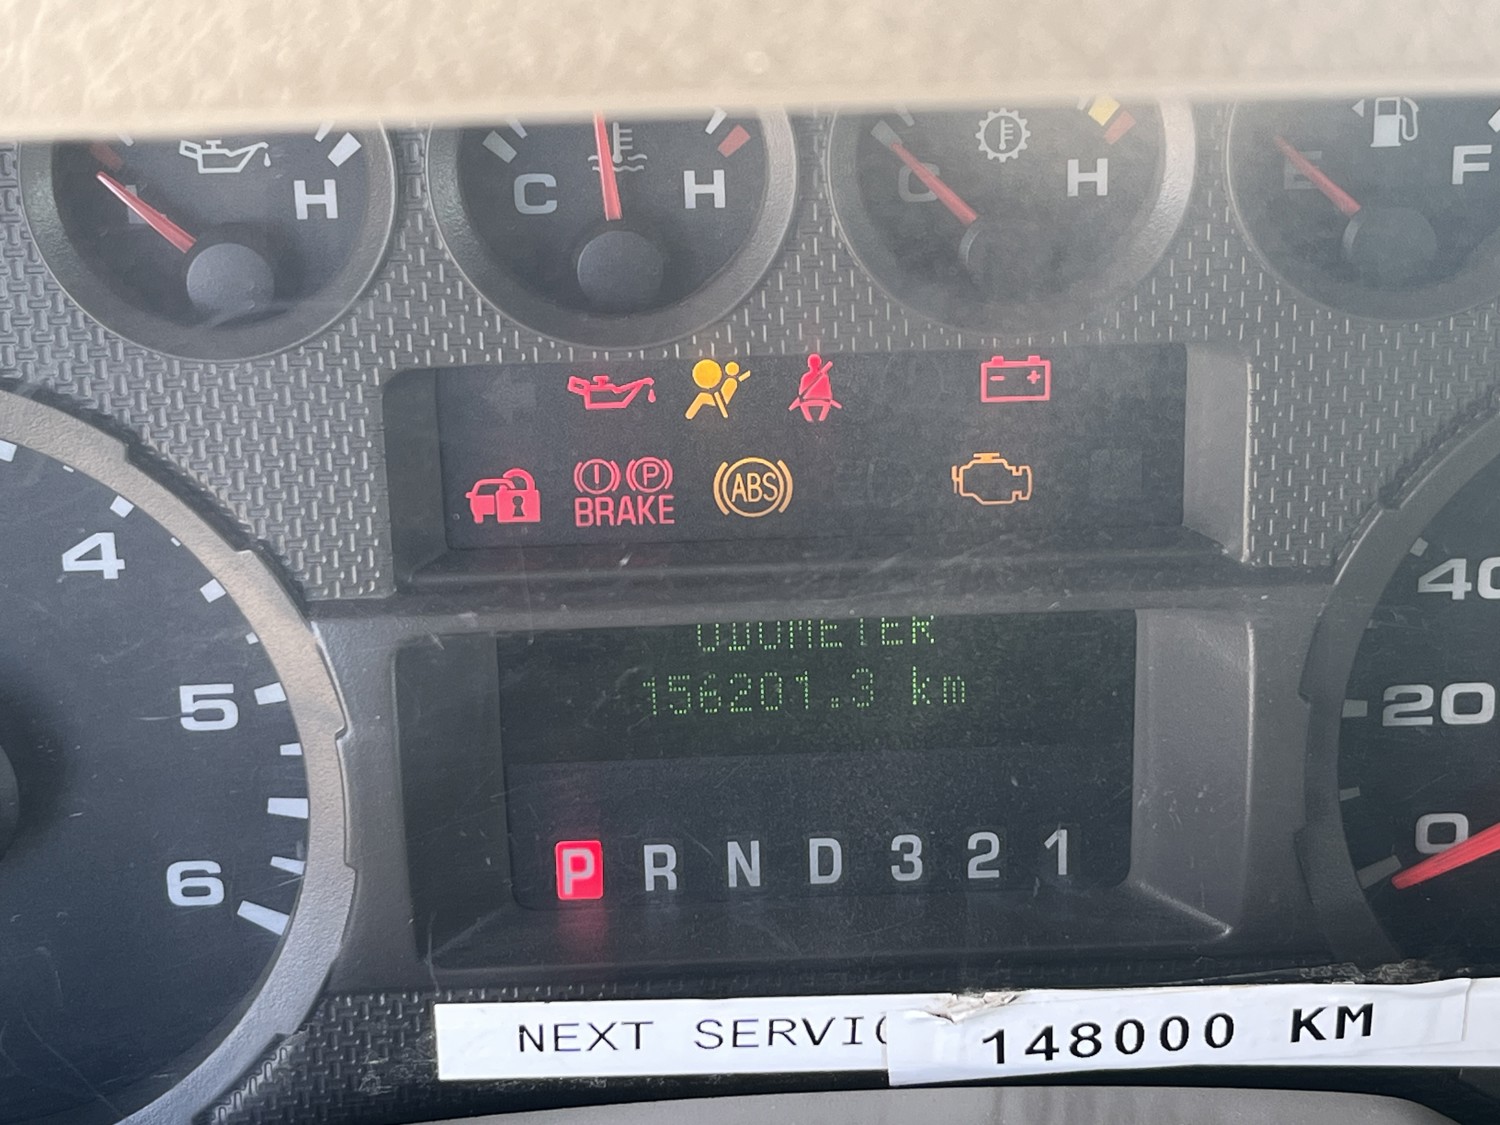 L H
C H
C H
E F
BRAKE
ABS
ODOMETER
156201.3 km
P R N D 3 2 1
4
5
6
40
20
0
NEXT SERVIC
148000 KM